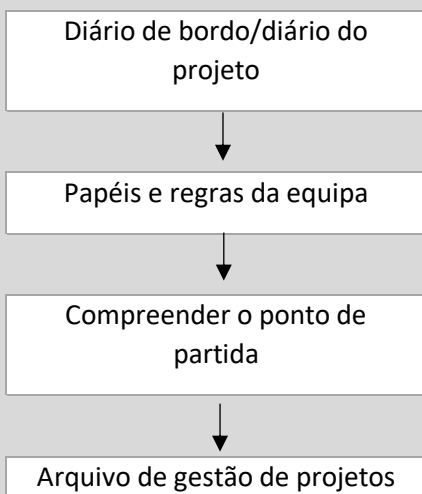 Diário de bordo/diário do
projeto
Papéis e regras da equipa
Compreender o ponto de
partida
Arquivo de gestão de projetos